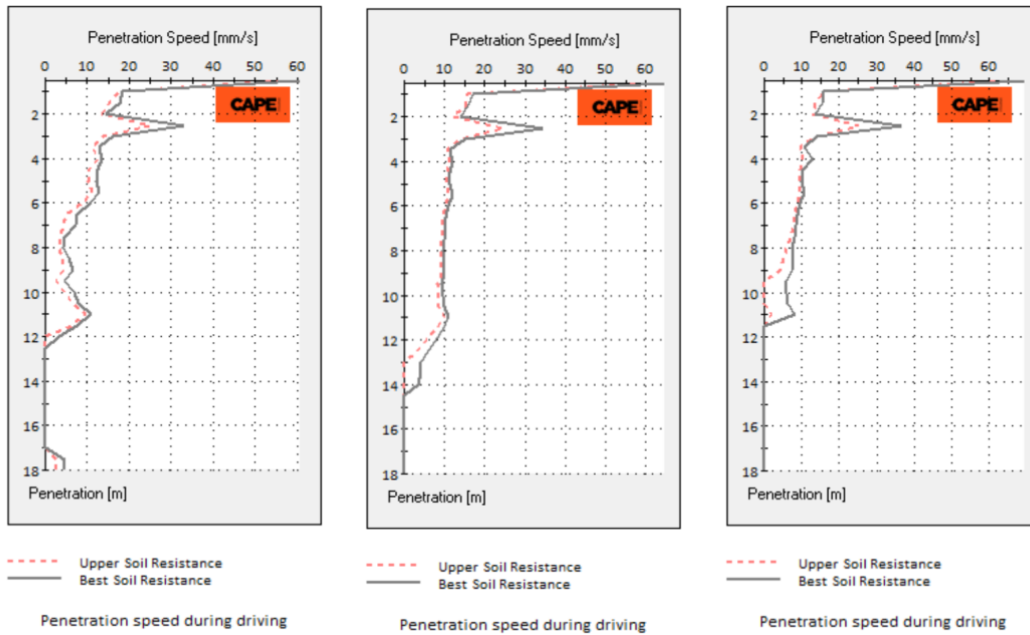 Penetration Speed [mm/s]
0 10 20 30 40 50 60
CAPE
2
4
6
8
10
12
14
16
18
Penetration [m]
Upper Soil Resistance
Best Soil Resistance
Penetration speed during driving
Penetration Speed [mm/s]
0 10 20 30 40 50 60
CAPE
2
4
6
8
10
12
14
16
18
Penetration [m]
Upper Soil Resistance
Best Soil Resistance
Penetration speed during driving
Penetration Speed [mm/s]
0 10 20 30 40 50 60
CAPE
2
4
6
8
10
12
14
16
18
Penetration [m]
Upper Soil Resistance
Best Soil Resistance
Penetration speed during driving